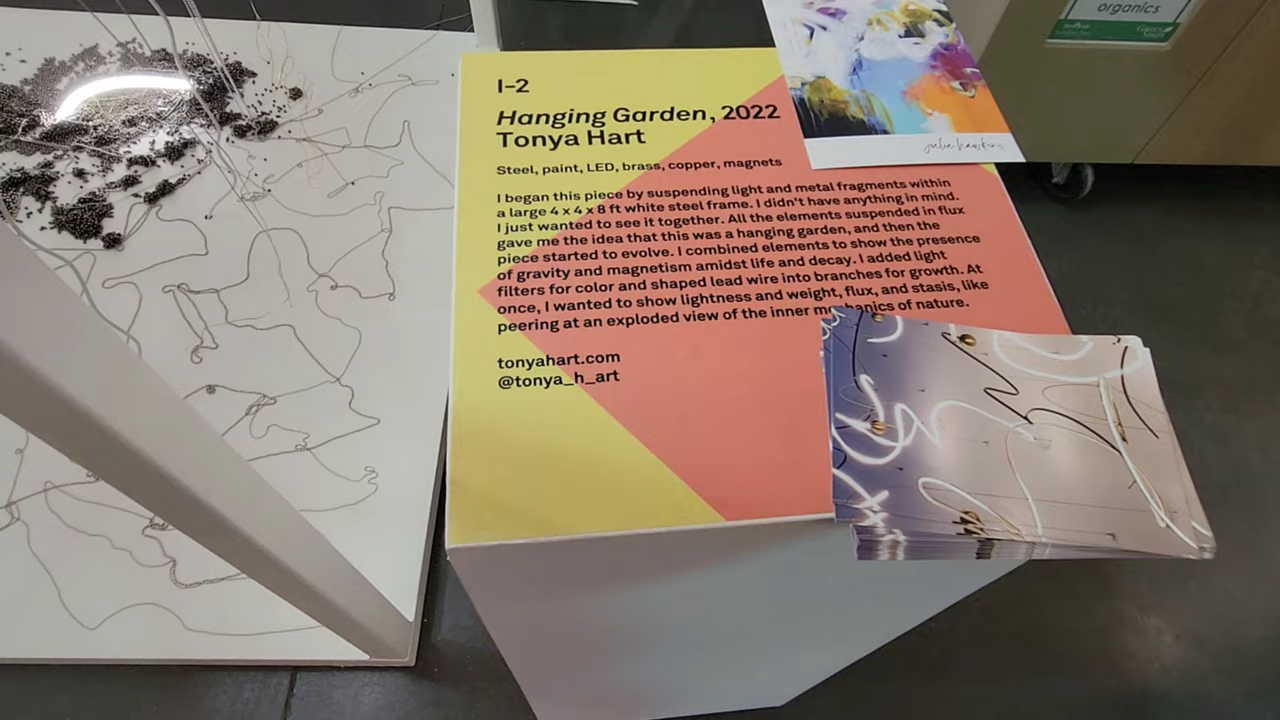 organics
I-2
Hanging Garden, 2022
Tonya Hart
Steel, paint, LED, brass, copper, magnets
I began this piece by suspending light and metal fragments within
a large 4 x 4 x 8 ft white steel frame. I didn't have anything in mind.
I just wanted to see it together. All the elements suspended in flux
gave me the idea that this was a hanging garden, and then the
piece started to evolve. I combined elements to show the presence
of gravity and magnetism amidst life and decay. I added light
filters for color and shaped lead wire into branches for growth. At
once, I wanted to show lightness and weight, flux, and stasis, like
peering at an exploded view of the inner me hanics of nature.
tonyahart.com
@tonya_h_art
julie hawkins